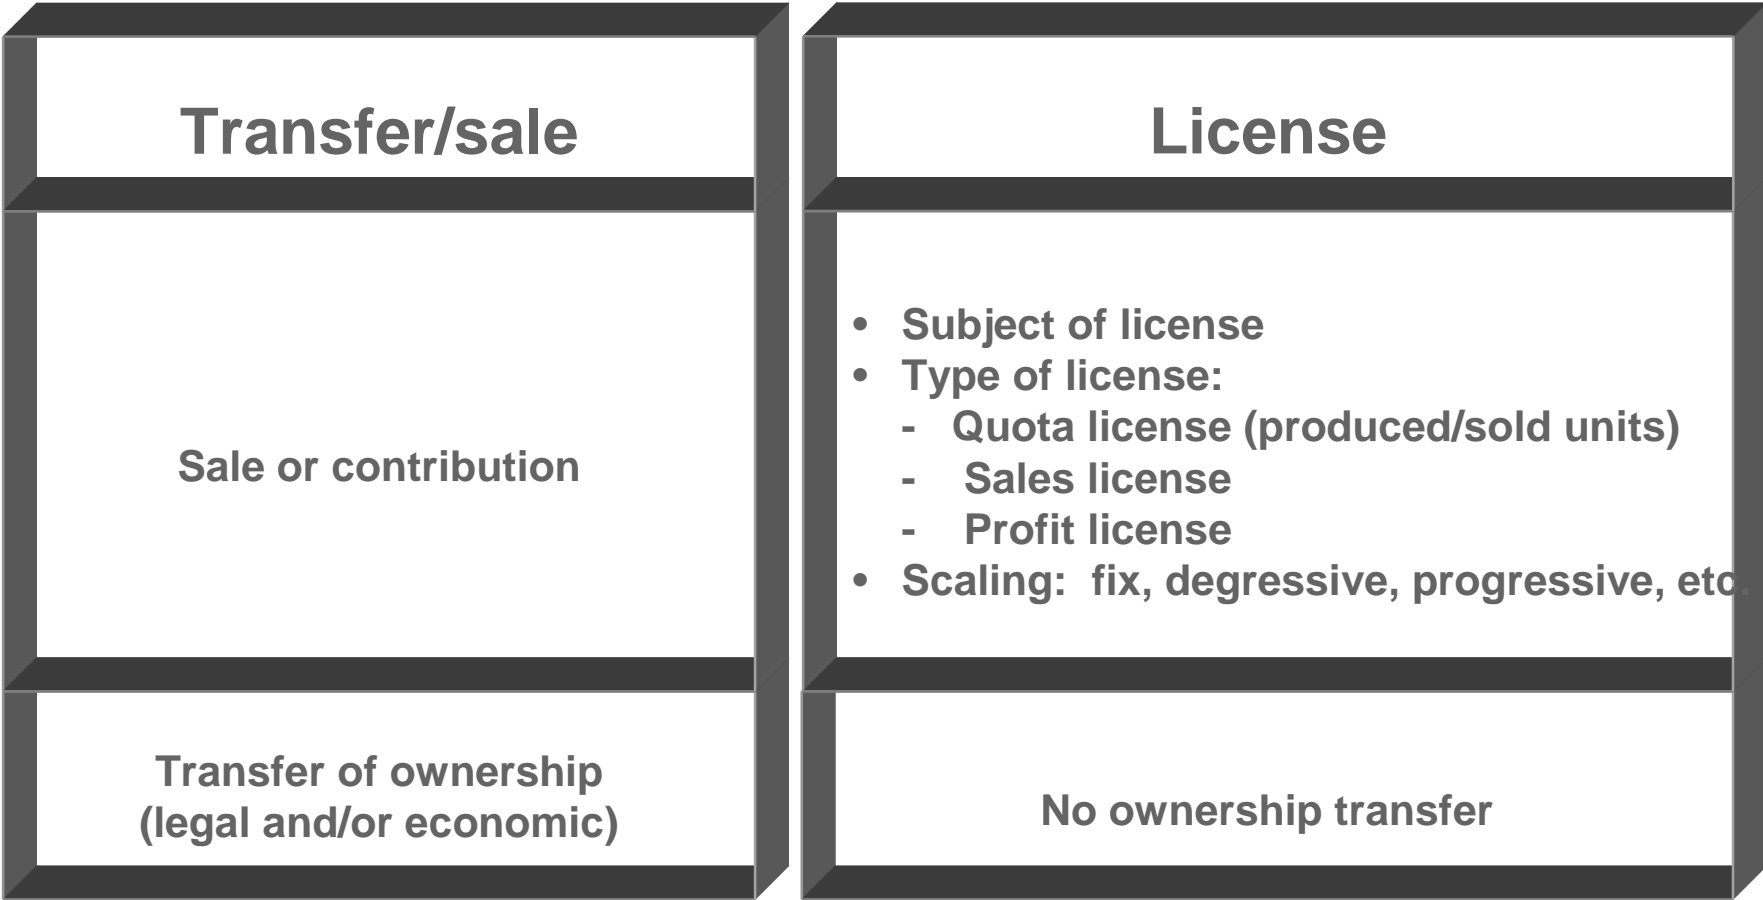 Transfer/sale
Sale or contribution
Transfer of ownership
(legal and/or economic)
License
• Subject of license
• Type of license:
- Quota license (produced/sold units)
- Sales license
- Profit license
• Scaling: fix, degressive, progressive, etc.
No ownership transfer